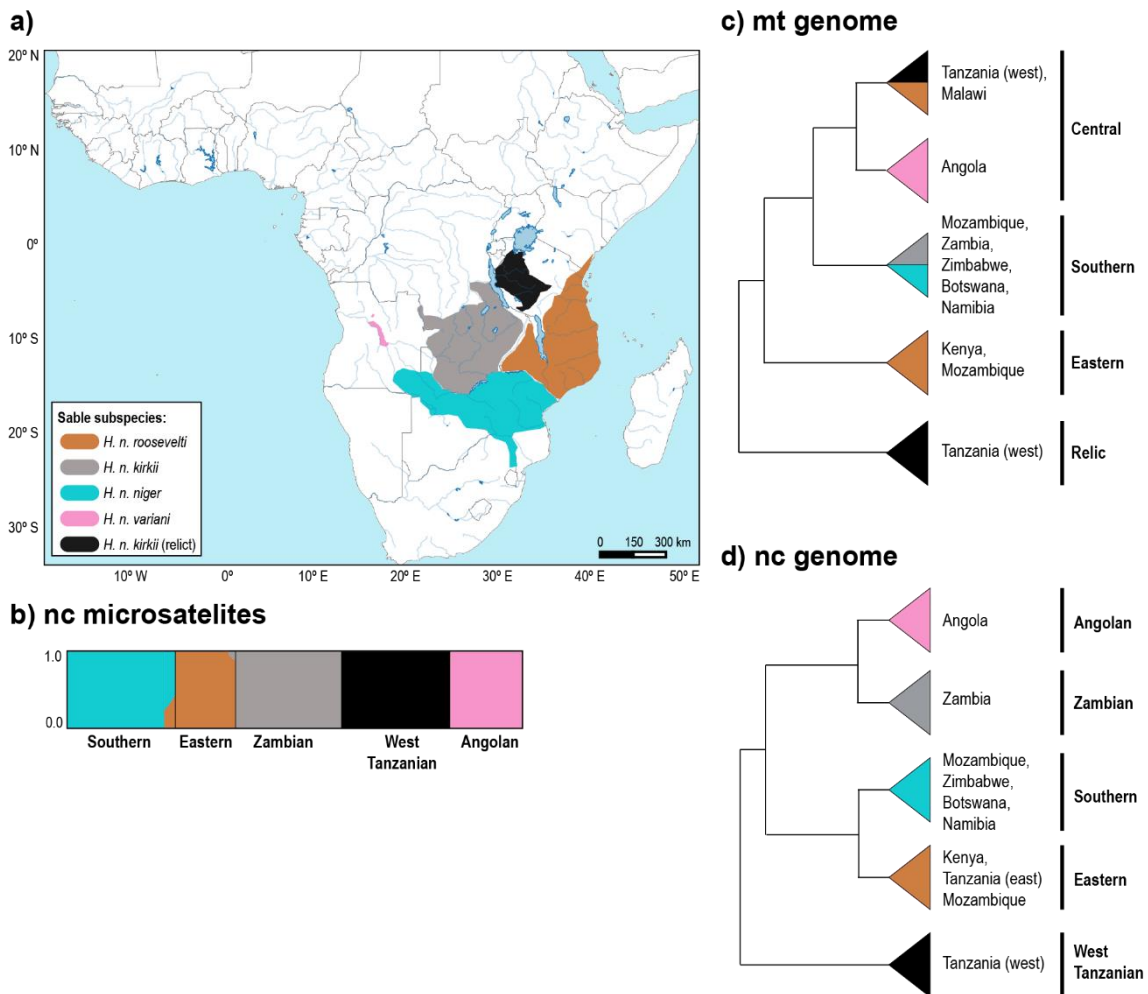 a)
20° N
10° N
0°
10° S
20° S
30° S
10° W
0°
10° E
20° E
30° E
40° E
50° E
Sable subspecies:
H. n. roosevelti
H. n. kirkii
H. n. niger
H. n. variani
H. n. kirkii (relict)
0 150 300 km
b) nc microsatelites
1.0
0.0
Southern
Eastern
Zambian
West
Tanzanian
Angolan
c) mt genome
Tanzania (west),
Malawi
Angola
Central
Mozambique,
Zambia,
Zimbabwe,
Botswana,
Namibia
Southern
Kenya,
Mozambique
Eastern
Tanzania (west)
Relic
d) nc genome
Angola
Angolan
Zambia
Zambian
Mozambique,
Zimbabwe,
Botswana,
Namibia
Southern
Kenya,
Tanzania (east)
Mozambique
Eastern
Tanzania (west)
West
Tanzanian